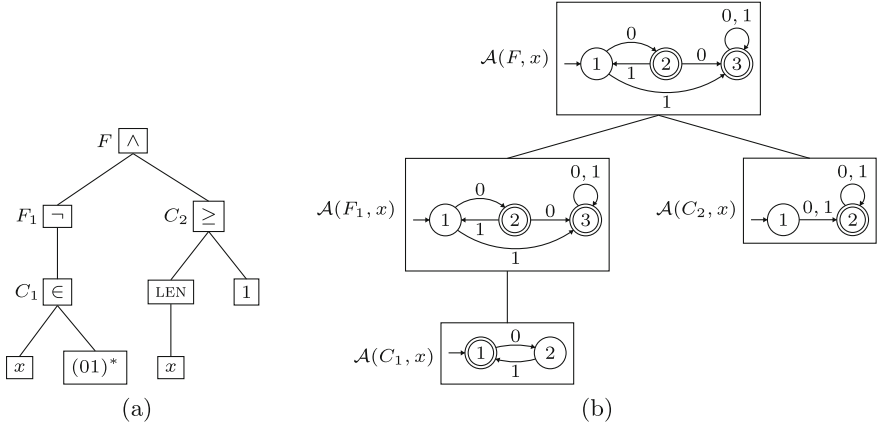 F ∧
F₁ ¬
C₂ ≥
C₁ ∈
LEN
1
x
(01)*
x
(a)
𝒜(F, x)
0
0, 1
1
2
0
3
1
1
𝒜(F₁, x)
0
0, 1
1
2
0
3
1
1
𝒜(C₂, x)
0, 1
1
0, 1
2
𝒜(C₁, x)
1
0
2
1
(b)